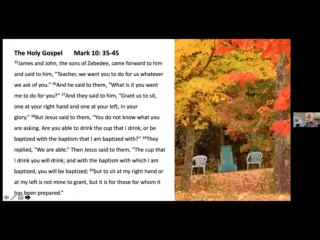 The Holy Gospel Mark 10: 35-45
³⁵James and John, the sons of Zebedee, came forward to him
and said to him, “Teacher, we want you to do for us whatever
we ask of you.” ³⁶And he said to them, “What is it you want
me to do for you?” ³⁷And they said to him, “Grant us to sit,
one at your right hand and one at your left, in your
glory.” ³⁸But Jesus said to them, “You do not know what you
are asking. Are you able to drink the cup that I drink, or be
baptized with the baptism that I am baptized with?” ³⁹They
replied, “We are able.” Then Jesus said to them, “The cup that
I drink you will drink; and with the baptism with which I am
baptized, you will be baptized; ⁴⁰but to sit at my right hand or
at my left is not mine to grant, but it is for those for whom it
has been prepared.”